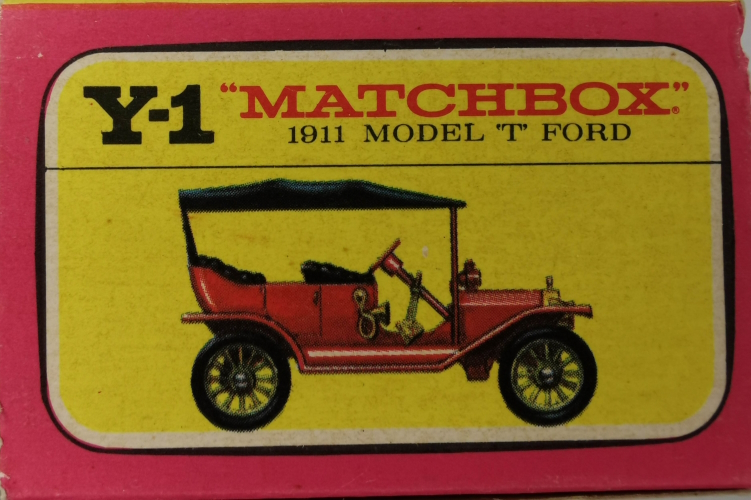 Y-1 "MATCHBOX"®
1911 MODEL 'T' FORD